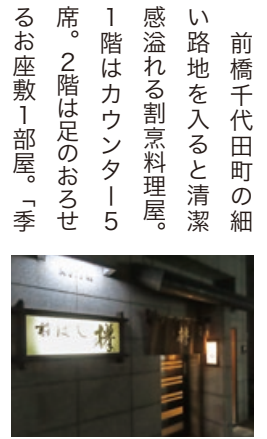 前橋千代田町の細
い路地を入ると清潔
感溢れる割烹料理屋。
1階はカウンター5
席。2階は足のおろせ
るお座敷1部屋。「季